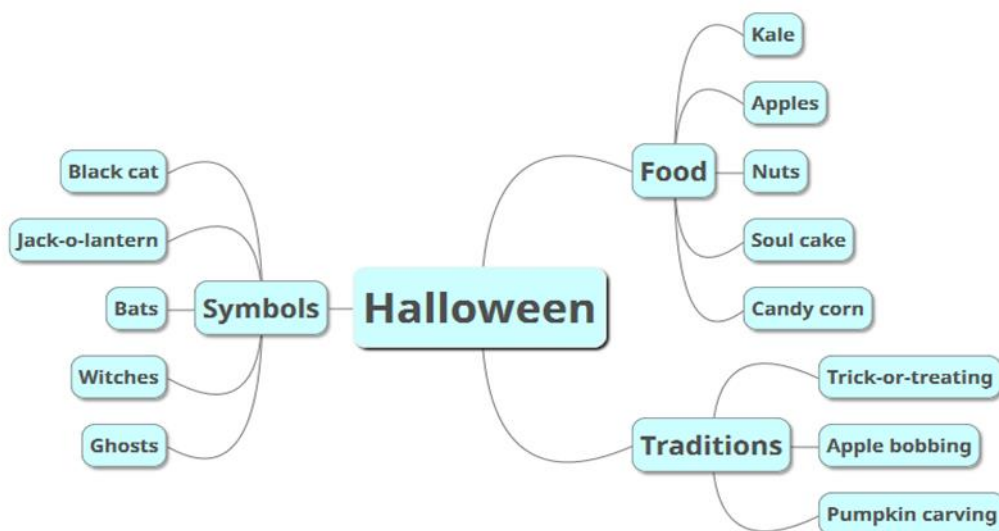 Halloween
Food
Kale
Apples
Nuts
Soul cake
Candy corn
Traditions
Trick-or-treating
Apple bobbing
Pumpkin carving
Symbols
Black cat
Jack-o-lantern
Bats
Witches
Ghosts